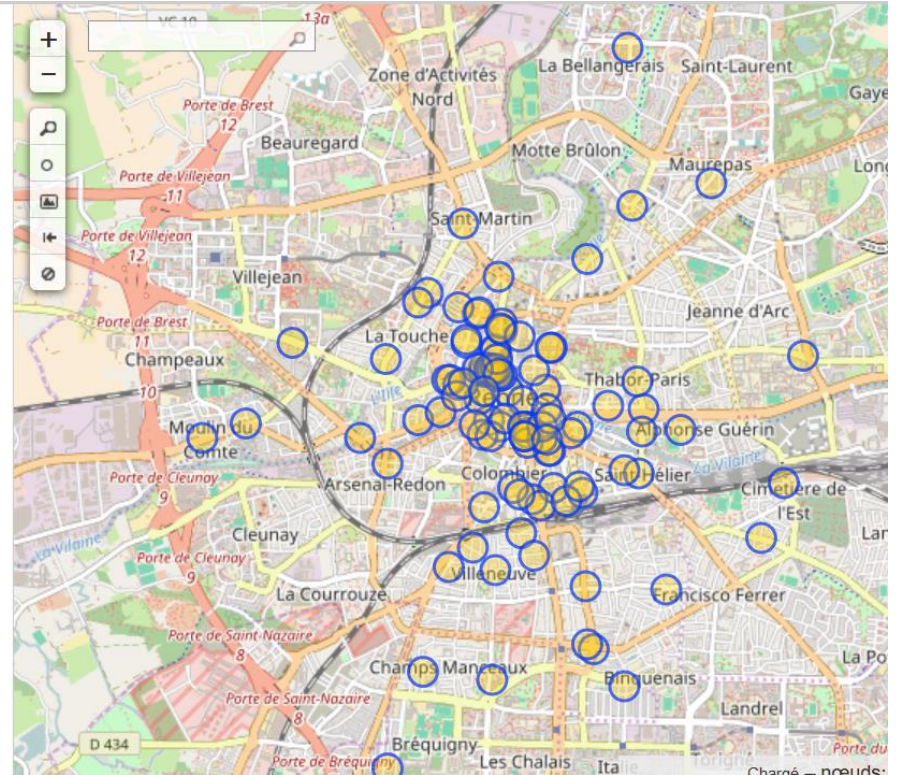 +
−
VC 10
13a
Zone d'Activités
Nord
La Bellangerais
Saint-Laurent
Gaye
Porte de Brest
12
Beauregard
Motte Brûlon
Maurepas
Long
Porte de Villejean
11
Saint-Martin
Porte de Villejean
12
Villejean
Jeanne d'Arc
Porte de Brest
11
La Touche
Champeaux
Thabor-Paris
10
L'Ille
Rennes
Moulin du
Comte
Alphonse Guérin
La Vilaine
Porte de Cleunay
9
Arsenal-Redon
Colombier
Saint-Hélier
Cimetière de
l'Est
Cleunay
Lan
La Vilaine
Porte de Cleunay
9
Villeneuve
La Courrouze
Francisco Ferrer
Porte de Saint-Nazaire
8
La Po
Champs Manceaux
Binquenais
Porte de Saint-Nazaire
8
Landrel
D 434
Bréquigny
Porte du
Porte de Bréquigny
Les Chalais
Italie
Torigné
Chargé – nœuds: